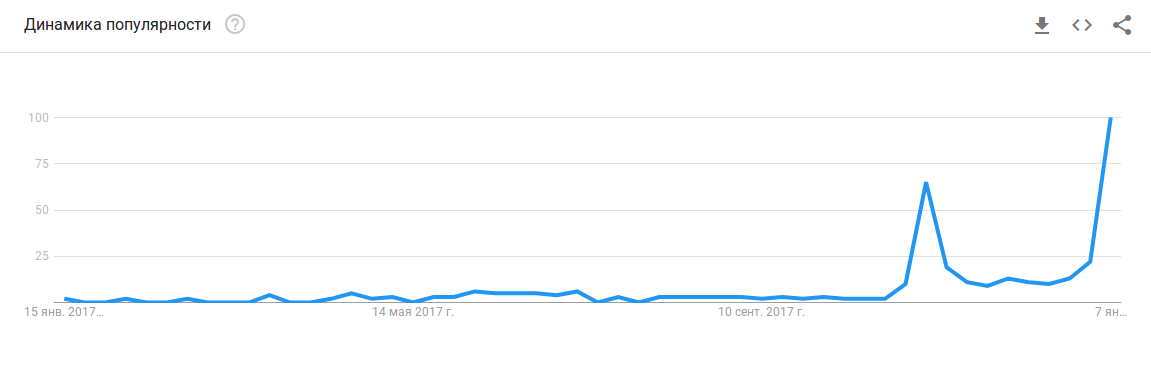 Динамика популярности
100
75
50
25
15 янв. 2017…
14 мая 2017 г.
10 сент. 2017 г.
7 ян…